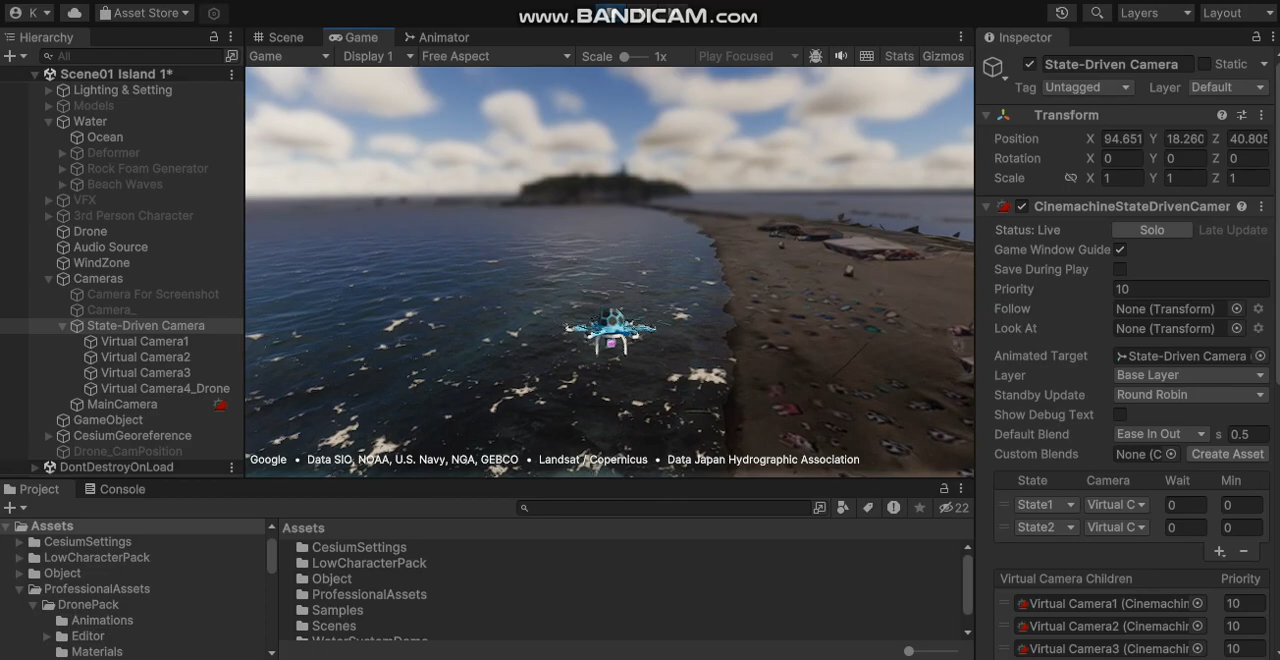 K
Asset Store
www.BANDICAM.com
Layers
Layout
Hierarchy
Scene
Game
Animator
Inspector
All
Game
Display 1
Free Aspect
Scale
1x
Play Focused
Stats
Gizmos
Scene01 Island 1*
Lighting & Setting
Models
Water
Ocean
Deformer
Rock Foam Generator
Beach Waves
VFX
3rd Person Character
Drone
Audio Source
WindZone
Cameras
Camera For Screenshot
Camera_
State-Driven Camera
Virtual Camera1
Virtual Camera2
Virtual Camera3
Virtual Camera4_Drone
MainCamera
GameObject
CesiumGeoreference
Drone_CamPosition
DontDestroyOnLoad
Google • Data SIO, NOAA, U.S. Navy, NGA, GEBCO • Landsat / Copernicus • Data Japan Hydrographic Association
State-Driven Camera
Static
Tag Untagged Layer Default
Transform
Position X 94.651 Y 18.260 Z 40.805
Rotation X 0 Y 0 Z 0
Scale X 1 Y 1 Z 1
CinemachineStateDrivenCamer
Status: Live Solo Late Update
Game Window Guide
Save During Play
Priority 10
Follow None (Transform)
Look At None (Transform)
Animated Target State-Driven Camera
Layer Base Layer
Standby Update Round Robin
Show Debug Text
Default Blend Ease In Out s 0.5
Custom Blends None (C Create Asset
State Camera Wait Min
State1 Virtual C 0 0
State2 Virtual C 0 0
Virtual Camera Children Priority
Virtual Camera1 (Cinemachin 10
Virtual Camera2 (Cinemachin 10
Virtual Camera3 (Cinemachin 10
Project
Console
22
Assets
CesiumSettings
LowCharacterPack
Object
ProfessionalAssets
DronePack
Animations
Editor
Materials
Assets
CesiumSettings
LowCharacterPack
Object
ProfessionalAssets
Samples
Scenes